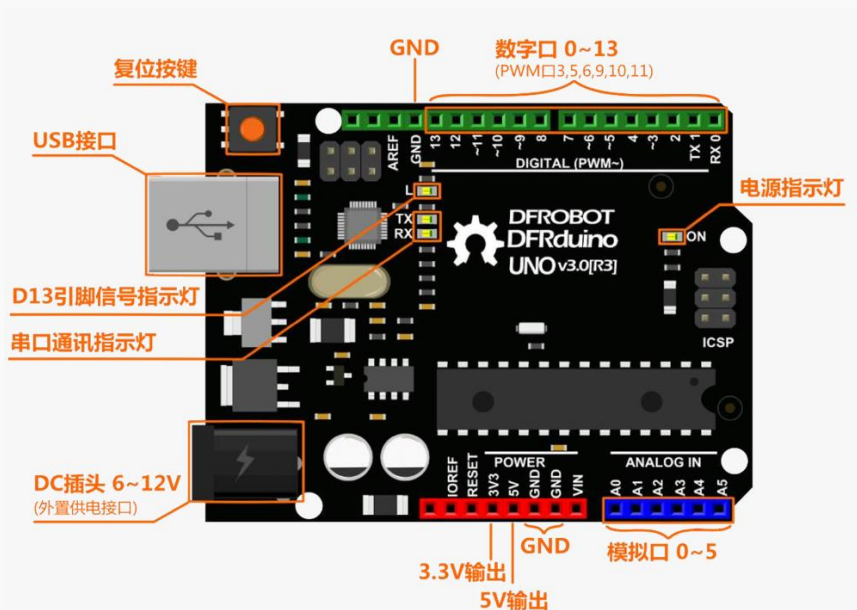 GND
数字口 0~13
(PWM口3,5,6,9,10,11)
复位按键
USB接口
AREF
GND
13
12
~11
~10
~9
8
7
~6
~5
4
~3
2
TX 1
RX 0
DIGITAL (PWM~)
L
TX
RX
DFROBOT
DFRduino
UNO v3.0[R3]
电源指示灯
ON
D13引脚信号指示灯
串口通讯指示灯
ICSP
DC插头 6~12V
(外置供电接口)
POWER
ANALOG IN
IOREF
RESET
3V3
5V
GND
GND
VIN
A0
A1
A2
A3
A4
A5
GND
模拟口 0~5
3.3V输出
5V输出